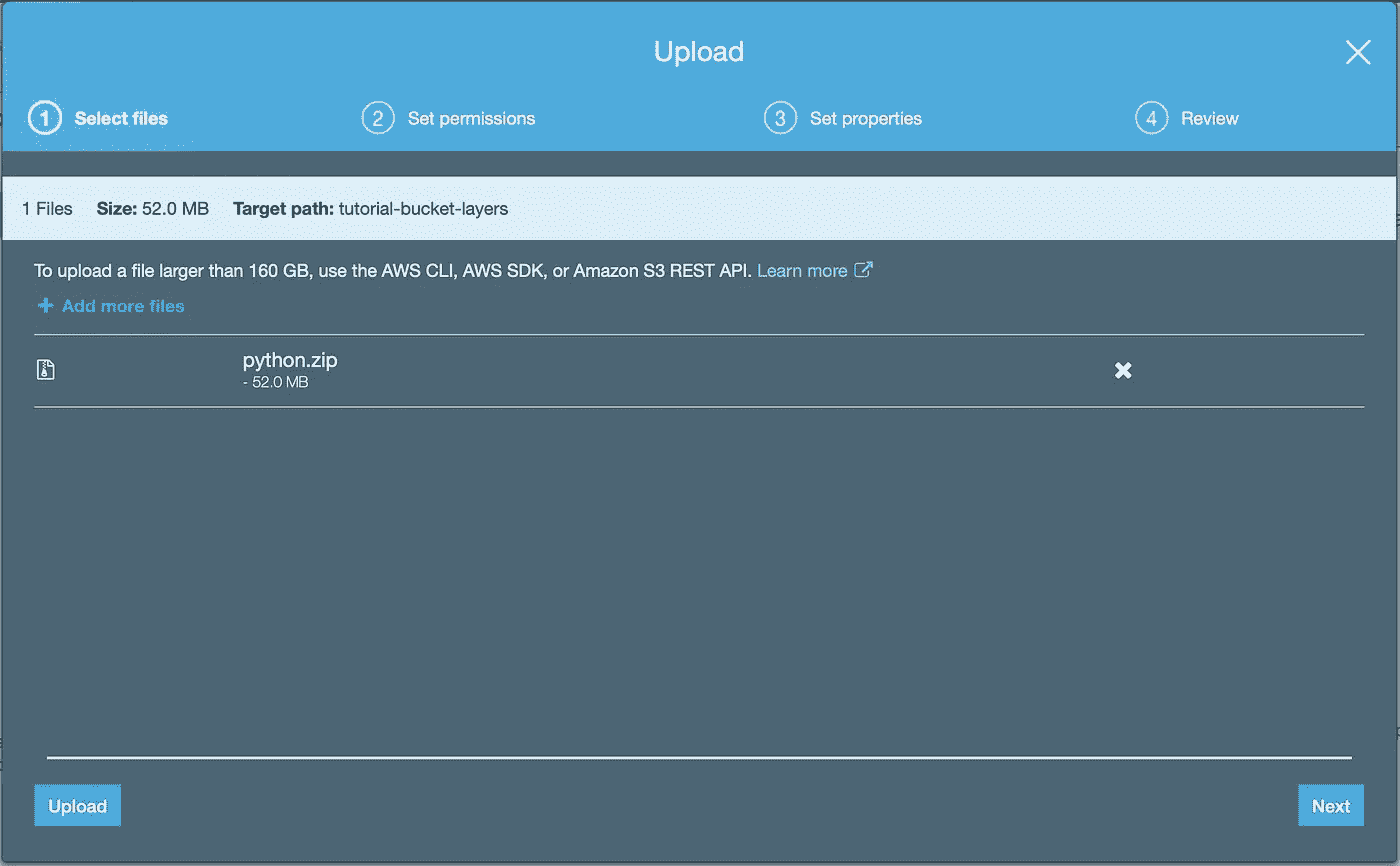 Upload
1 Select files 2 Set permissions 3 Set properties 4 Review
1 Files Size: 52.0 MB Target path: tutorial-bucket-layers
To upload a file larger than 160 GB, use the AWS CLI, AWS SDK, or Amazon S3 REST API. Learn more
Add more files
python.zip
- 52.0 MB
Upload Next